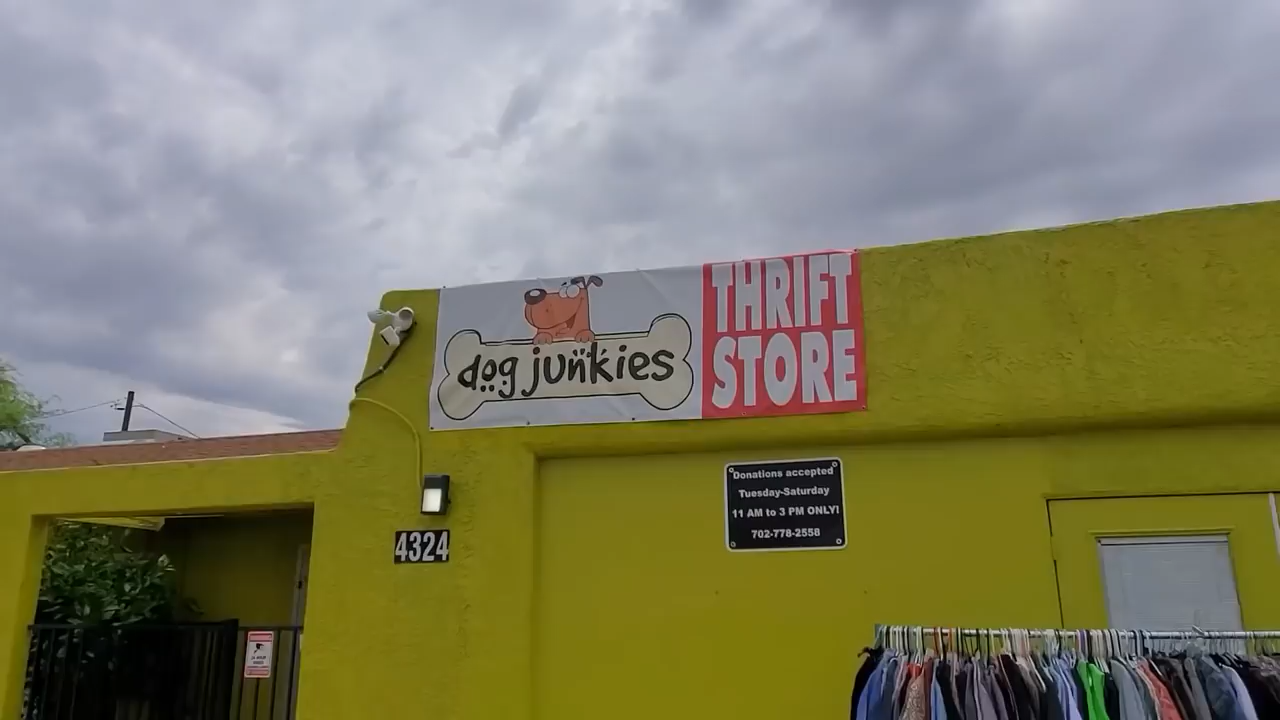 dog junkies
THRIFT
STORE
Donations accepted
Tuesday-Saturday
11 AM to 3 PM ONLY!
702-778-2558
4324